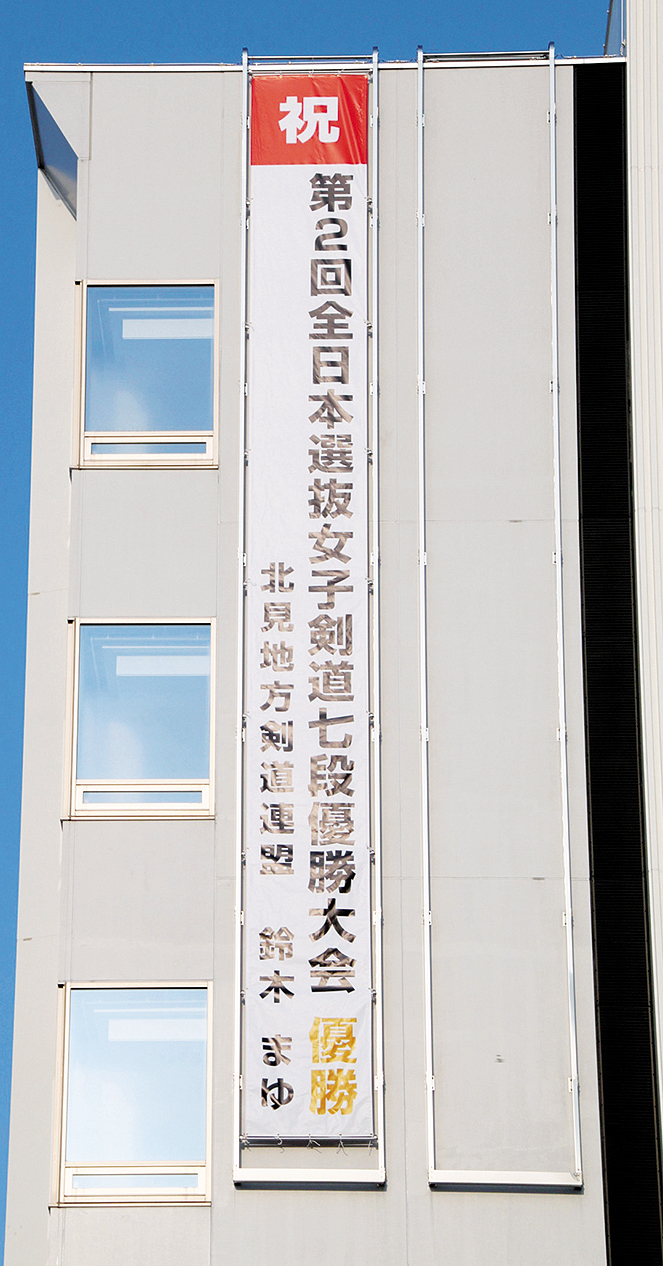 祝
第2回全日本選抜女子剣道七段優勝大会 優勝
北見地方剣道連盟 鈴木 まゆ